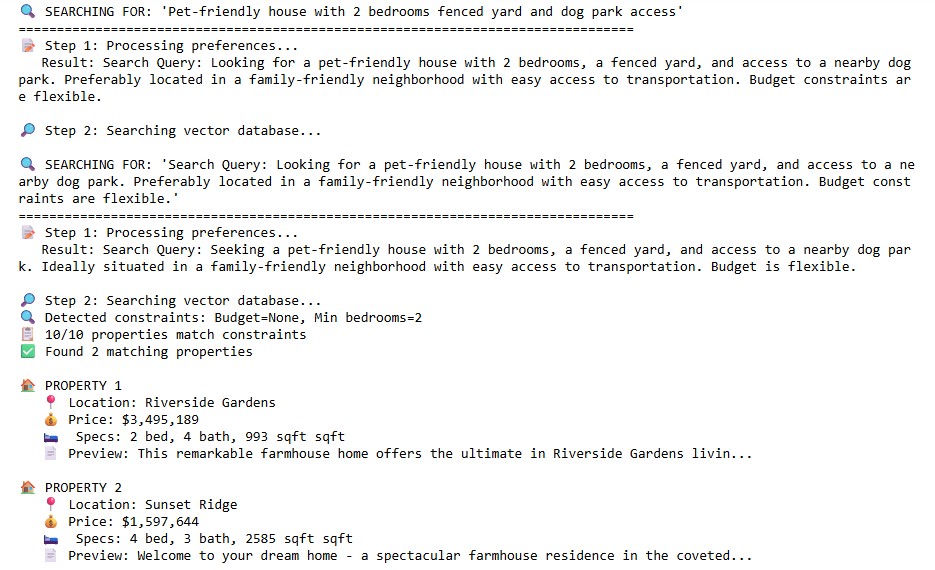 🔍 SEARCHING FOR: 'Pet-friendly house with 2 bedrooms fenced yard and dog park access'
======================================================================
📝 Step 1: Processing preferences...
   Result: Search Query: Looking for a pet-friendly house with 2 bedrooms, a fenced yard, and access to a nearby dog
park. Preferably located in a family-friendly neighborhood with easy access to transportation. Budget constraints ar
e flexible.

🔎 Step 2: Searching vector database...

🔍 SEARCHING FOR: 'Search Query: Looking for a pet-friendly house with 2 bedrooms, a fenced yard, and access to a ne
arby dog park. Preferably located in a family-friendly neighborhood with easy access to transportation. Budget const
raints are flexible.'
======================================================================
📝 Step 1: Processing preferences...
   Result: Search Query: Seeking a pet-friendly house with 2 bedrooms, a fenced yard, and access to a nearby dog par
k. Ideally situated in a family-friendly neighborhood with easy access to transportation. Budget is flexible.

🔎 Step 2: Searching vector database...
🔍 Detected constraints: Budget=None, Min bedrooms=2
📋 10/10 properties match constraints
✅ Found 2 matching properties

🏠 PROPERTY 1
   📍 Location: Riverside Gardens
   💰 Price: $3,495,189
   🛏️ Specs: 2 bed, 4 bath, 993 sqft sqft
   📄 Preview: This remarkable farmhouse home offers the ultimate in Riverside Gardens livin...

🏠 PROPERTY 2
   📍 Location: Sunset Ridge
   💰 Price: $1,597,644
   🛏️ Specs: 4 bed, 3 bath, 2585 sqft sqft
   📄 Preview: Welcome to your dream home - a spectacular farmhouse residence in the coveted...